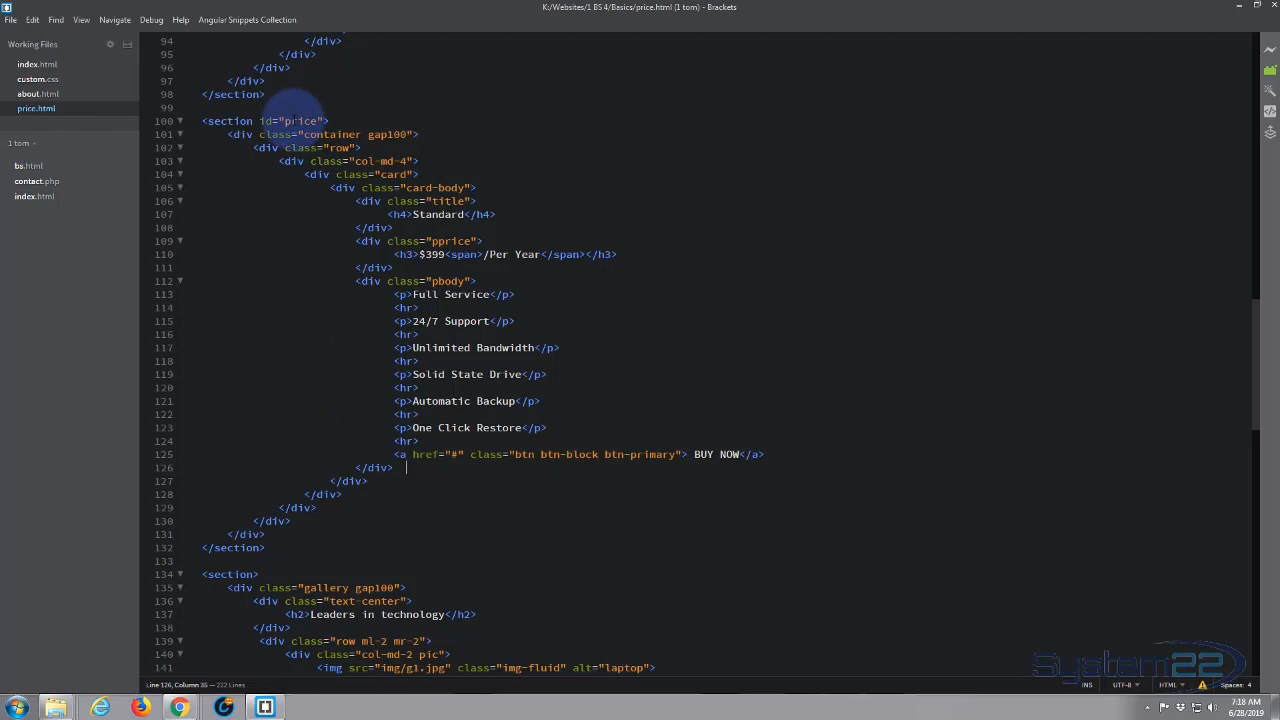 K:/Websites/1 BS 4/Basics/price.html (1 tom) - Brackets
File Edit Find View Navigate Debug Help Angular Snippets Collection
Working Files
index.html
custom.css
about.html
price.html
1 tom
bs.html
contact.php
index.html
94 </div>
95 </div>
96 </div>
97 </div>
98 </section>
99
100 <section id="price">
101 <div class="container gap100">
102 <div class="row">
103 <div class="col-md-4">
104 <div class="card">
105 <div class="card-body">
106 <div class="title">
107 <h4>Standard</h4>
108 </div>
109 <div class="pprice">
110 <h3>$399<span>/Per Year</span></h3>
111 </div>
112 <div class="pbody">
113 <p>Full Service</p>
114 <hr>
115 <p>24/7 Support</p>
116 <hr>
117 <p>Unlimited Bandwidth</p>
118 <hr>
119 <p>Solid State Drive</p>
120 <hr>
121 <p>Automatic Backup</p>
122 <hr>
123 <p>One Click Restore</p>
124 <hr>
125 <a href="#" class="btn btn-block btn-primary"> BUY NOW</a>
126 </div>
127 </div>
128 </div>
129 </div>
130 </div>
131 </div>
132 </section>
133
134 <section>
135 <div class="gallery gap100">
136 <div class="text-center">
137 <h2>Leaders in technology</h2>
138 </div>
139 <div class="row ml-2 mr-2">
140 <div class="col-md-2 pic">
141 <img src="img/g1.jpg" class="img-fluid" alt="laptop">
System22
Line 126, Column 35 — 222 Lines
INS UTF-8 HTML Spaces: 4
7:18 AM
6/28/2019